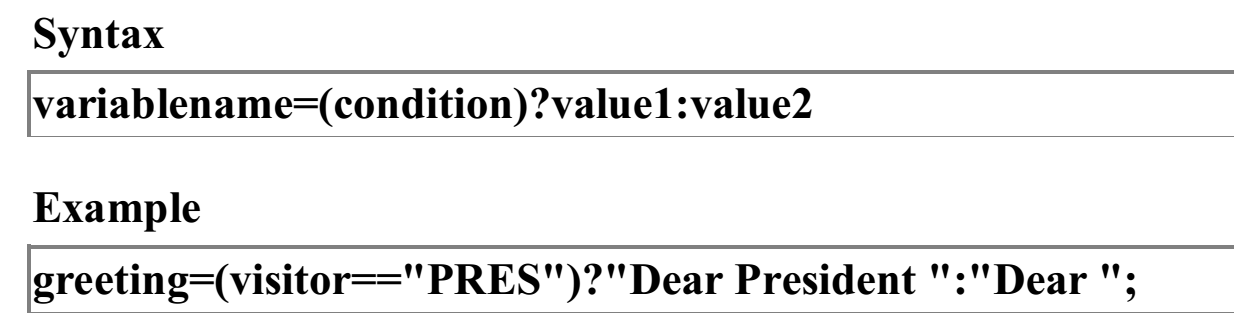 Syntax
variablename=(condition)?value1:value2
Example
greeting=(visitor=="PRES")?"Dear President ":"Dear ";